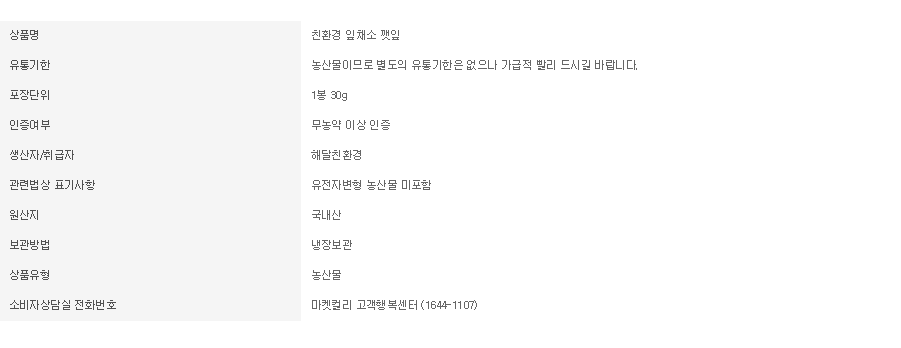 상품명 친환경 잎채소 깻잎
유통기한 농산물이므로 별도의 유통기한은 없으나 가급적 빨리 드시길 바랍니다.
포장단위 1봉 30g
인증여부 무농약 이상 인증
생산자/취급자 해달친환경
관련법상 표기사항 유전자변형 농산물 미포함
원산지 국내산
보관방법 냉장보관
상품유형 농산물
소비자상담실 전화번호 마켓컬리 고객행복센터 (1644-1107)